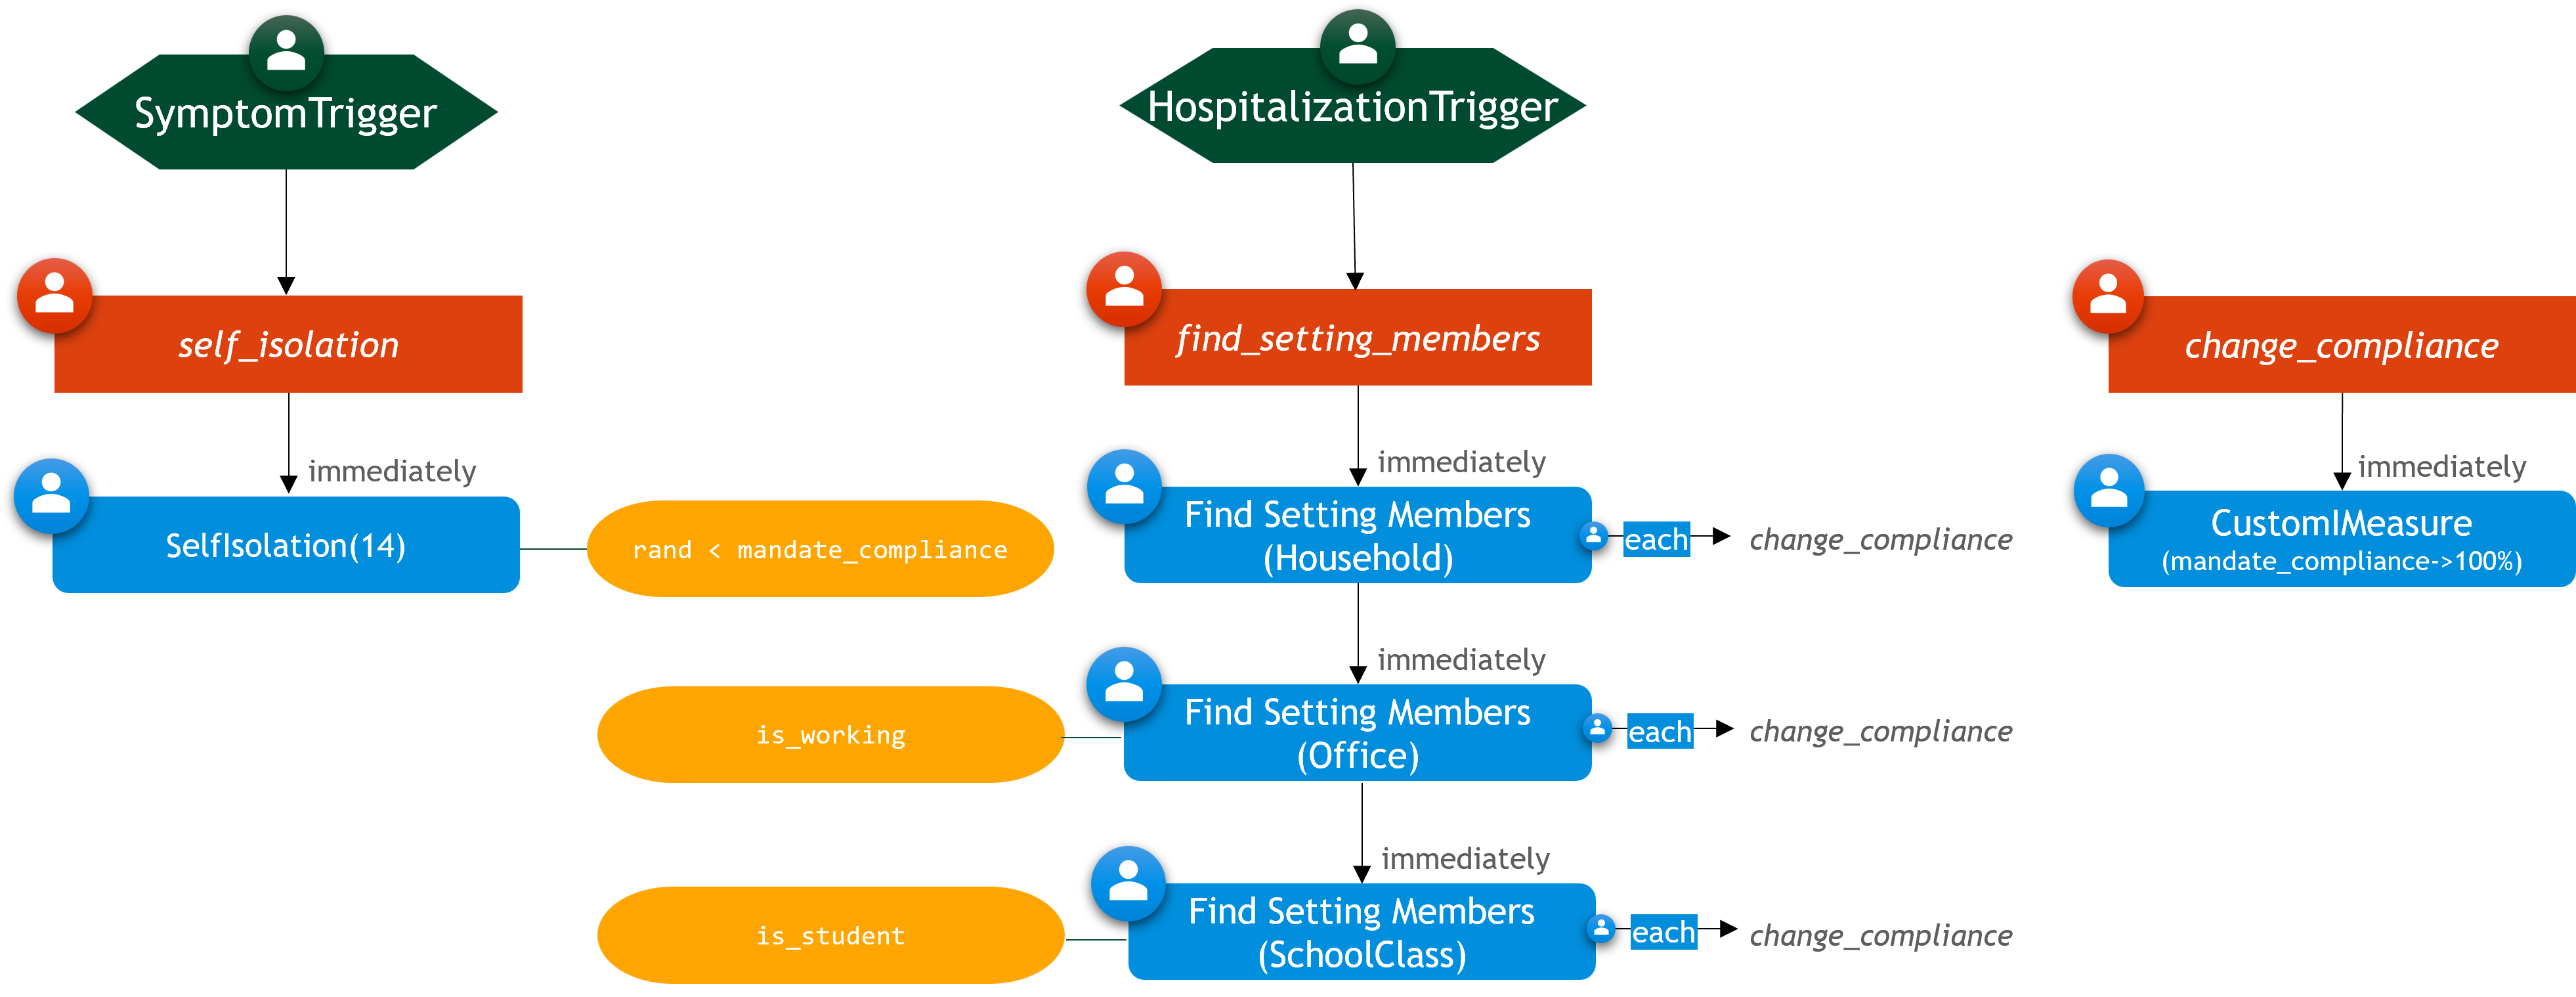 SymptomTrigger
self_isolation
immediately
SelfIsolation(14)
rand < mandate_compliance
HospitalizationTrigger
find_setting_members
immediately
Find Setting Members
(Household)
each
change_compliance
immediately
is_working
Find Setting Members
(Office)
each
change_compliance
immediately
is_student
Find Setting Members
(SchoolClass)
each
change_compliance
change_compliance
immediately
CustomIMeasure
(mandate_compliance->100%)